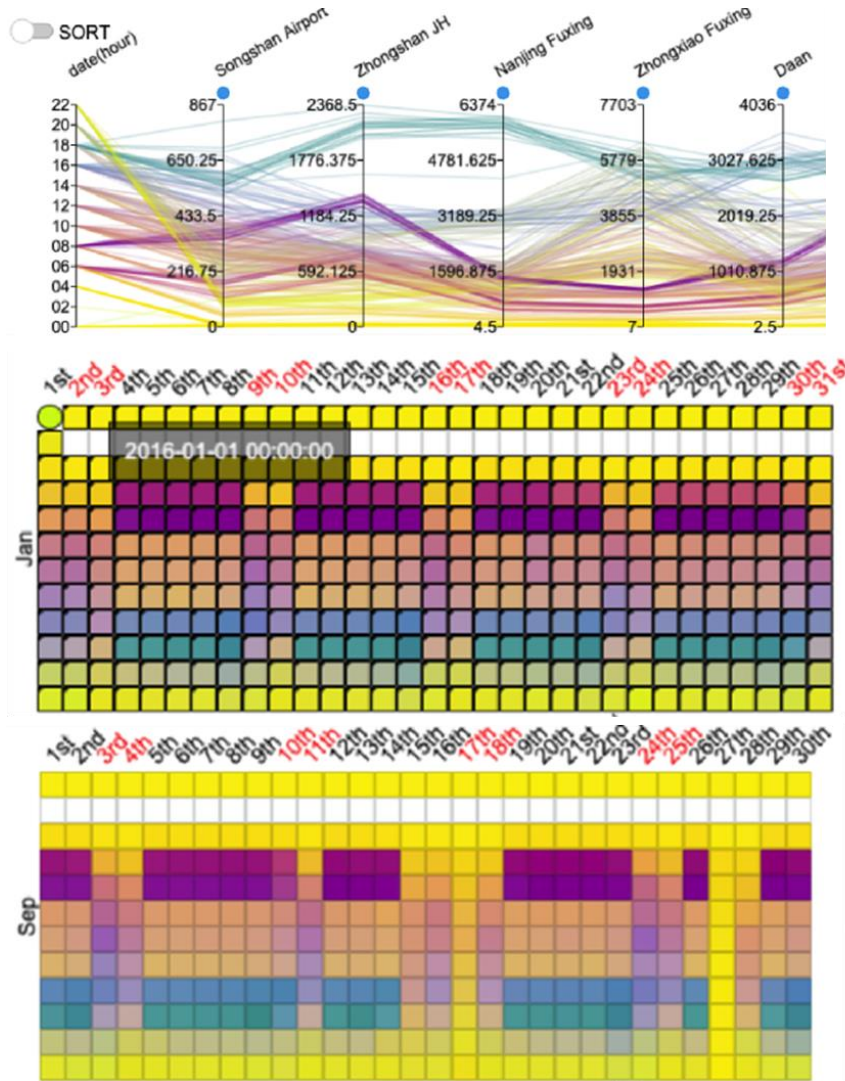 SORT
date(hour) Songshan Airport Zhongshan JH Nanjing Fuxing Zhongxiao Fuxing Daan
22 867 2368.5 6374 7703 4036
20
18 650.25 1776.375 4781.625 5779 3027.625
16
14
12 433.5 1184.25 3189.25 3855 2019.25
10
08
06 216.75 592.125 1596.875 1931 1010.875
04
02
00 0 0 4.5 7 2.5
1st 2nd 3rd 4th 5th 6th 7th 8th 9th 10th 11th 12th 13th 14th 15th 16th 17th 18th 19th 20th 21st 22nd 23rd 24th 25th 26th 27th 28th 29th 30th 31st
2016-01-01 00:00:00
Jan
1st 2nd 3rd 4th 5th 6th 7th 8th 9th 10th 11th 12th 13th 14th 15th 16th 17th 18th 19th 20th 21st 22nd 23rd 24th 25th 26th 27th 28th 29th 30th
Sep